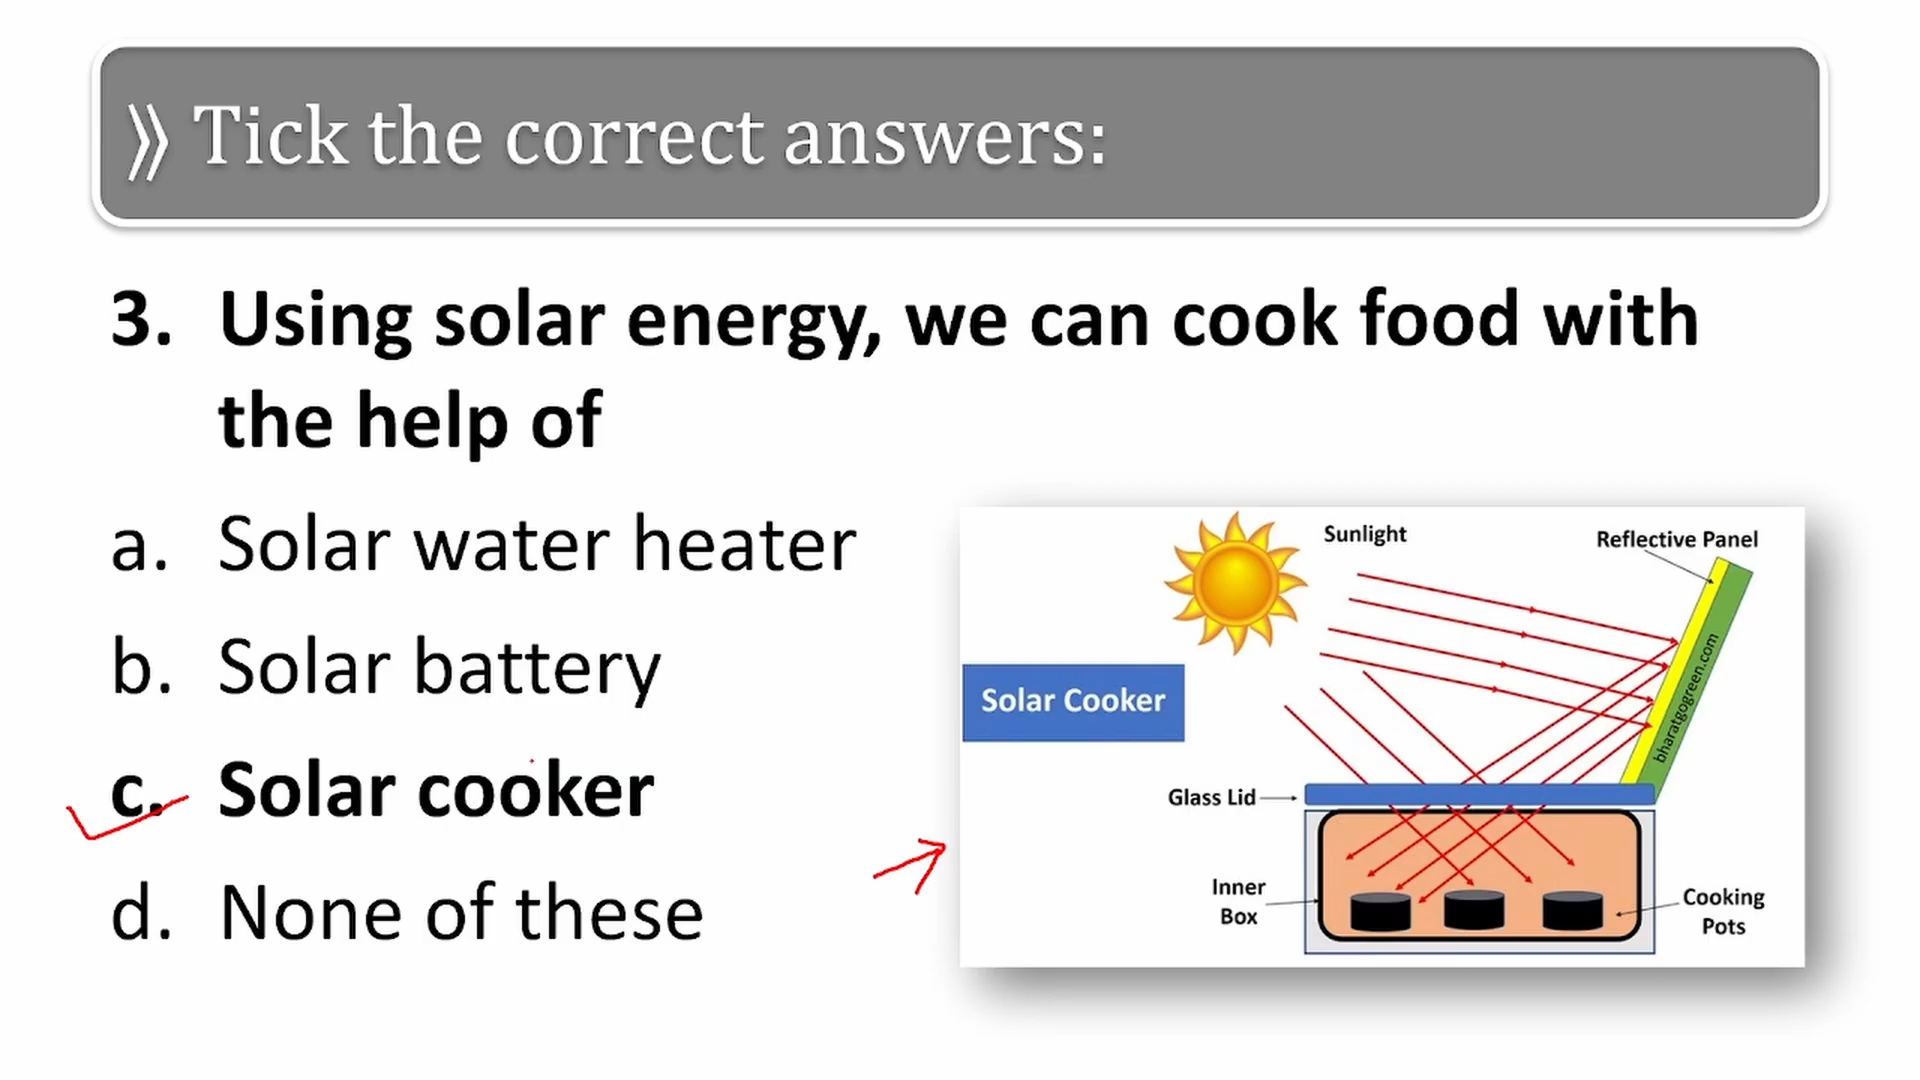 » Tick the correct answers:
3. Using solar energy, we can cook food with
the help of
a. Solar water heater
b. Solar battery
c. Solar cooker
d. None of these
Sunlight
Reflective Panel
Solar Cooker
bharatgogreen.com
Glass Lid
Inner
Box
Cooking
Pots